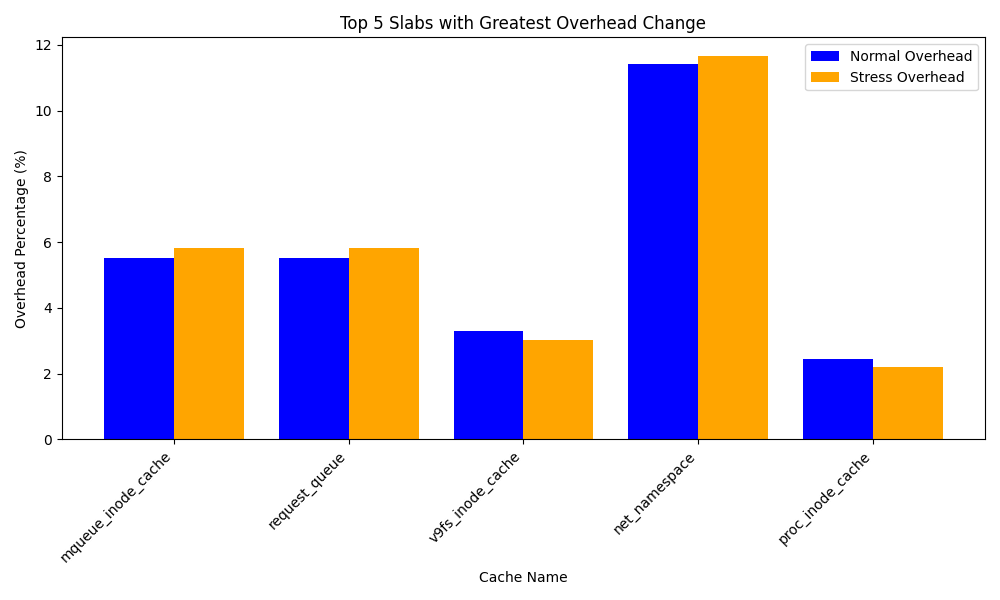 Top 5 Slabs with Greatest Overhead Change
Normal Overhead
Stress Overhead
Overhead Percentage (%)
12
10
8
6
4
2
0
mqueue_inode_cache
request_queue
v9fs_inode_cache
net_namespace
proc_inode_cache
Cache Name